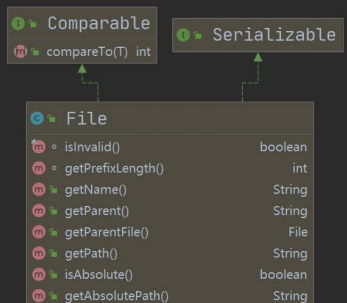 Comparable
compareTo(T) int
Serializable
File
isInvalid() boolean
getPrefixLength() int
getName() String
getParent() String
getParentFile() File
getPath() String
isAbsolute() boolean
getAbsolutePath() String